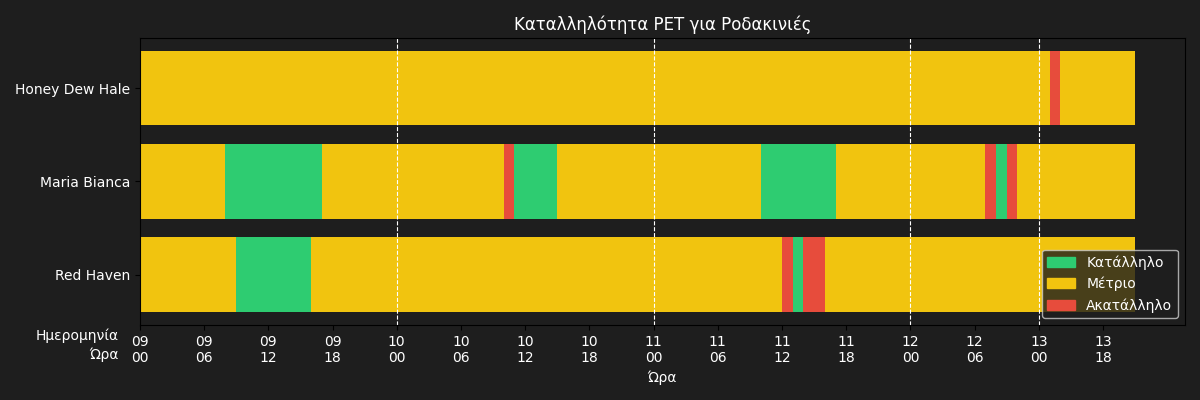 Καταλληλότητα PET για Ροδακινιές
Honey Dew Hale
Maria Bianca
Red Haven
Κατάλληλο
Μέτριο
Ακατάλληλο
Ημερομηνία 09 09 09 09 10 10 10 10 11 11 11 11 12 12 13 13
Ώρα 00 06 12 18 00 06 12 18 00 06 12 18 00 06 00 18
Ώρα